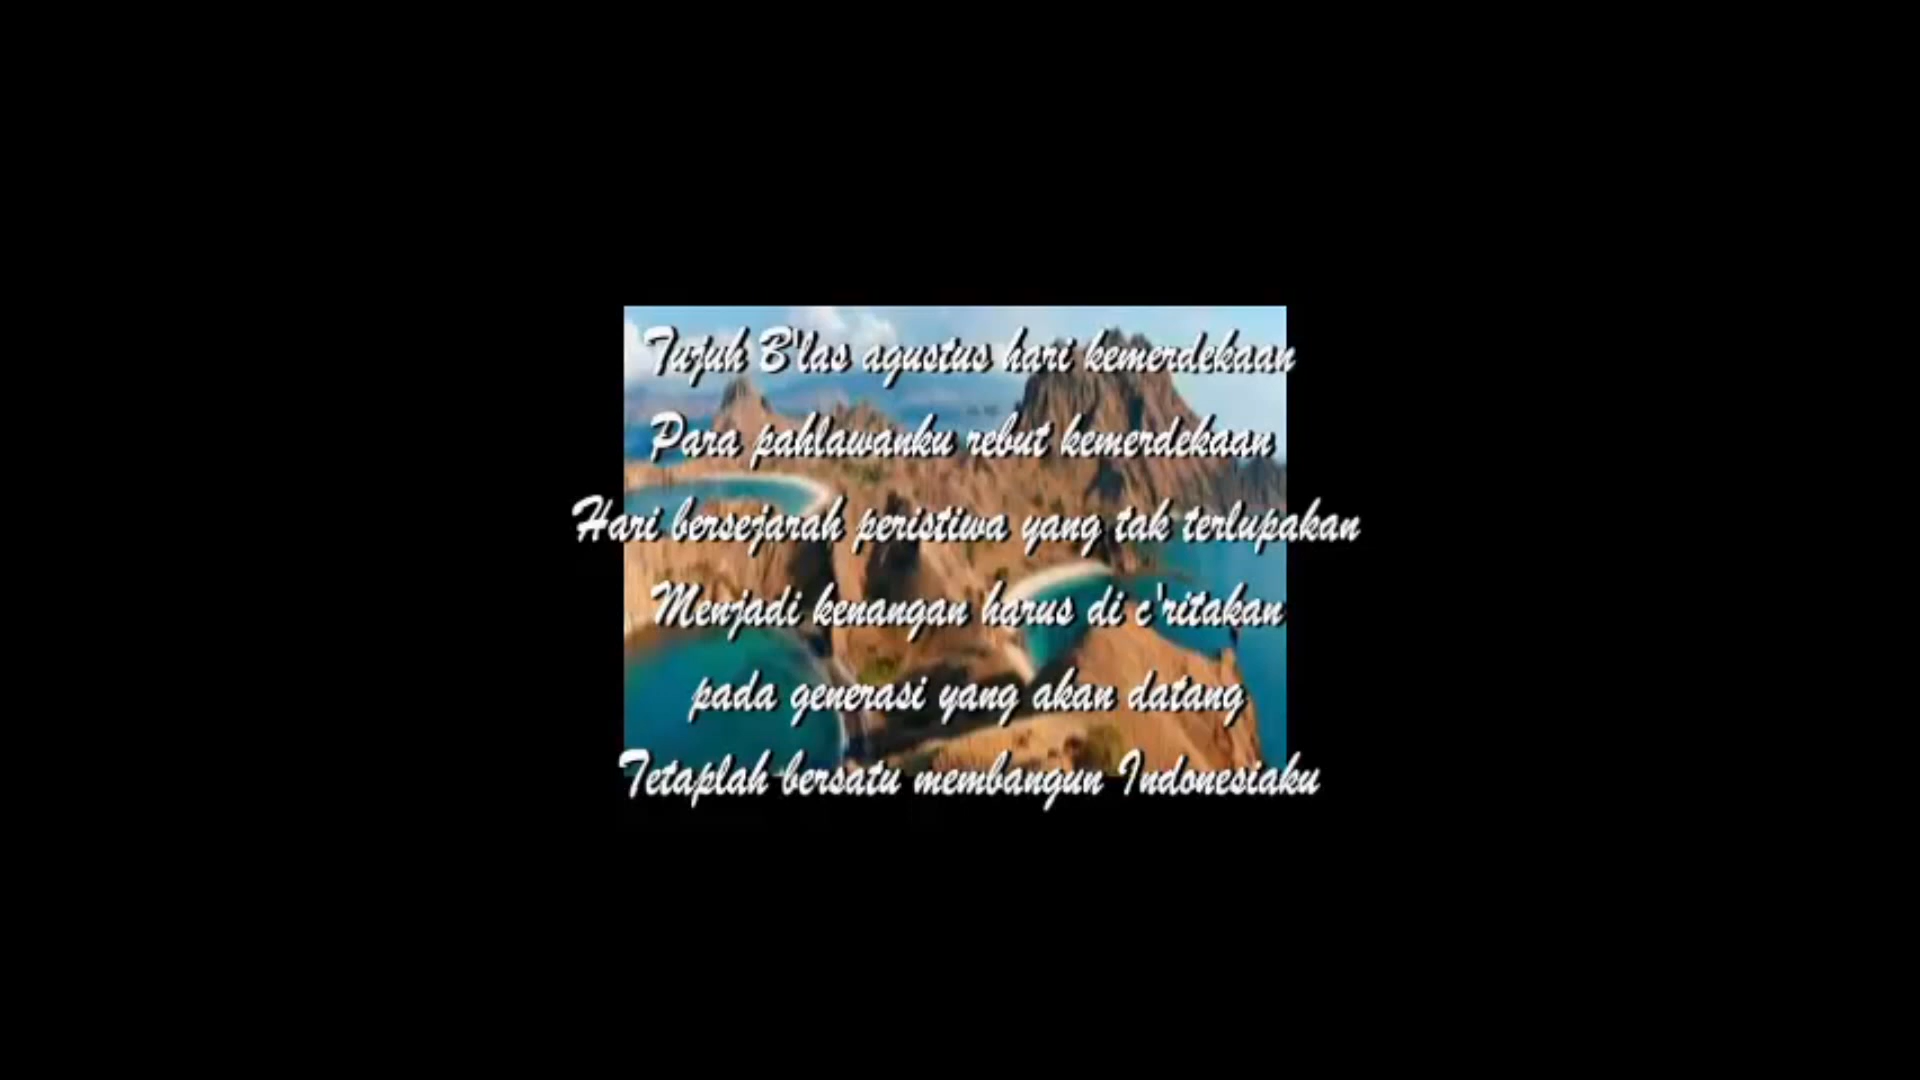 Tujuh B'las agustus hari kemerdekaan
Para pahlawanku rebut kemerdekaan
Hari bersejarah peristiwa yang tak terlupakan
Menjadi kenangan harus di c'ritakan
pada generasi yang akan datang
Tetaplah bersatu membangun Indonesiaku